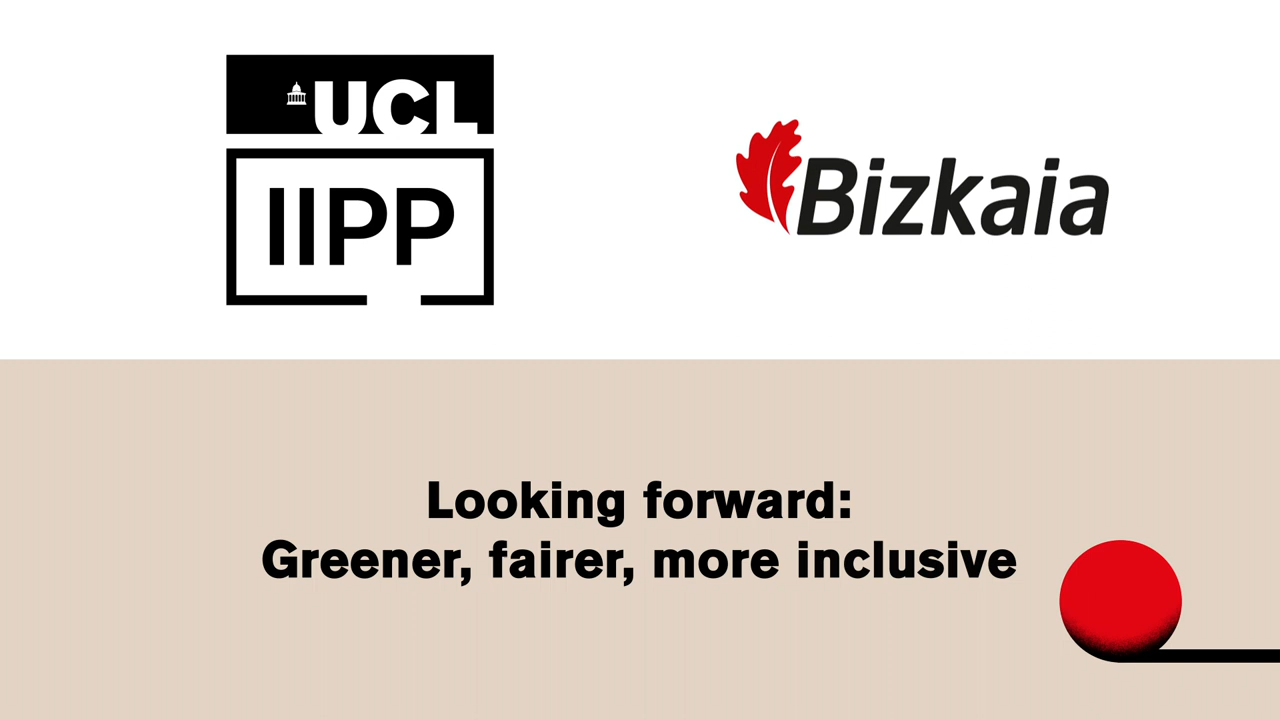 UCL
IIPP
Bizkaia
Looking forward:
Greener, fairer, more inclusive